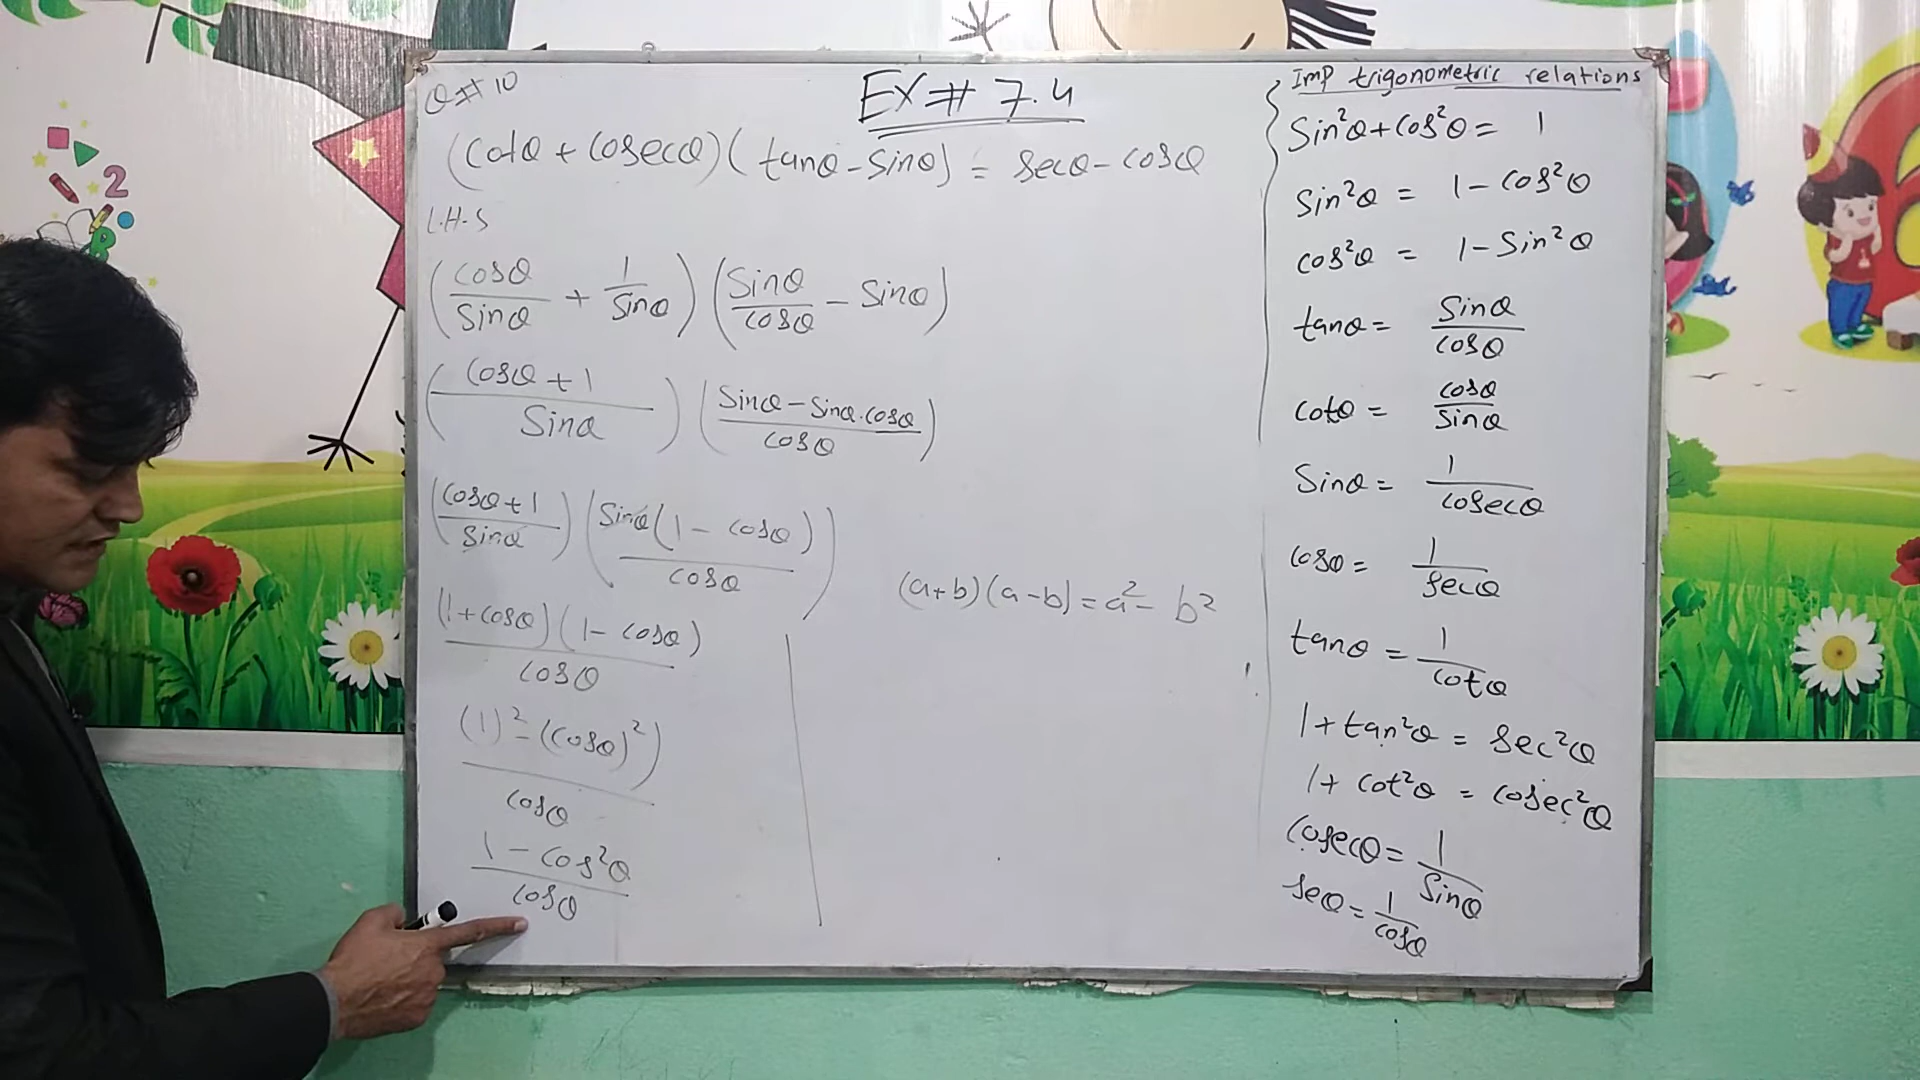 Q # 10
EX # 7.4
(cotθ + cosecθ)(tanθ - sinθ) = secθ - cosθ
L.H.S
(cosθ/sinθ + 1/sinθ)(sinθ/cosθ - sinθ)
(cosθ + 1/sinθ)(sinθ - sinθ.cosθ/cosθ)
(cosθ + 1/sinθ)(sinθ(1 - cosθ)/cosθ)
(1 + cosθ)(1 - cosθ)/cosθ
(1)² - (cosθ)²)/cosθ
1 - cos²θ/cosθ
(a+b)(a-b) = a² - b²
Imp trigonometric relations
Sin²θ + cos²θ = 1
Sin²θ = 1 - cos²θ
cos²θ = 1 - Sin²θ
tanθ = Sinθ/cosθ
cotθ = cosθ/Sinθ
Sinθ = 1/cosecθ
cosθ = 1/secθ
tanθ = 1/cotθ
1 + tan²θ = sec²θ
1 + cot²θ = cosec²θ
cosecθ = 1/Sinθ
seθ = 1/cosθ
2